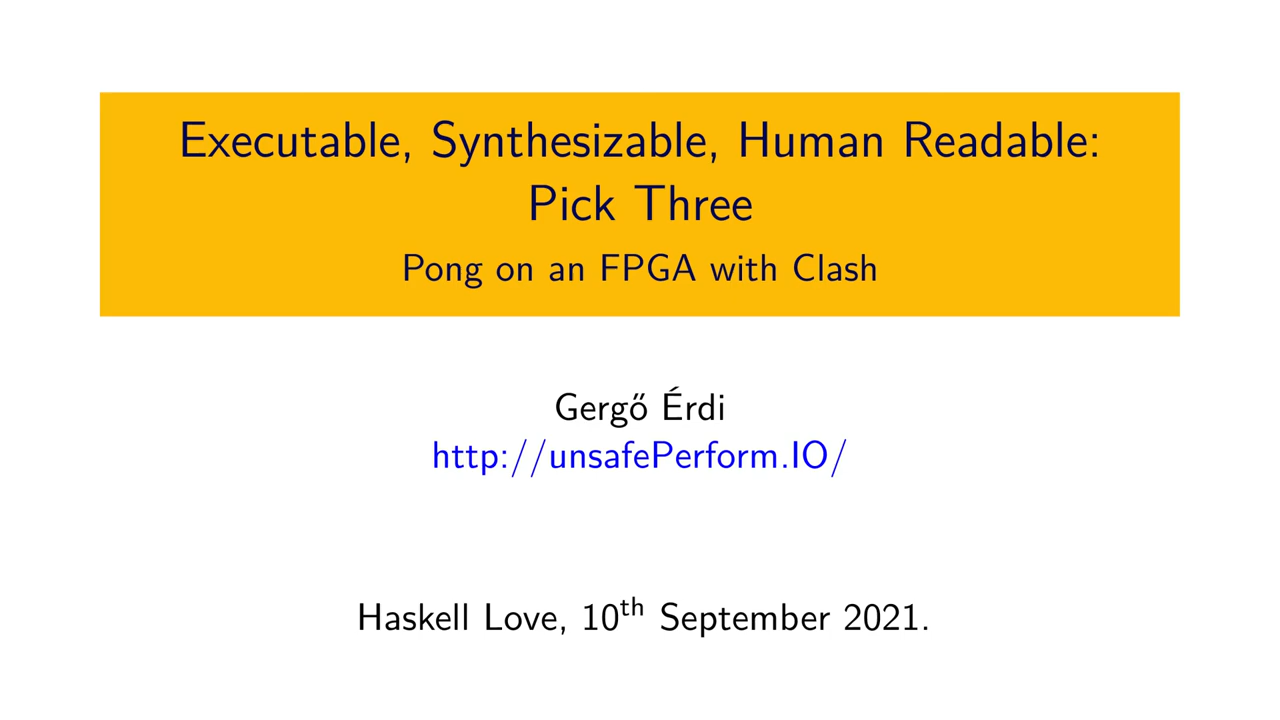 Executable, Synthesizable, Human Readable:
Pick Three
Pong on an FPGA with Clash
Gergő Érdi
http://unsafePerform.IO/
Haskell Love, 10th September 2021.